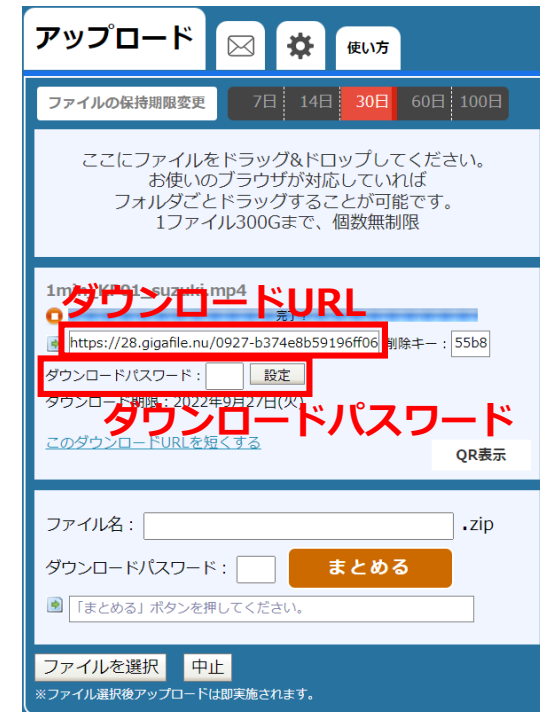 アップロード
使い方
ファイルの保持期限変更 7日 14日 30日 60日 100日
ここにファイルをドラッグ&ドロップしてください。
お使いのブラウザが対応していれば
フォルダごとドラッグすることが可能です。
1ファイル300Gまで、個数無制限
ダウンロードURL
1min_KP01_suzuki.mp4
完了!
https://28.gigafile.nu/0927-b374e8b59196ff06 削除キー: 55b8
ダウンロードパスワード: 設定
ダウンロード期限:2022年9月27日(火)
ダウンロードパスワード
このダウンロードURLを短くする
QR表示
ファイル名: .zip
ダウンロードパスワード: まとめる
「まとめる」ボタンを押してください。
ファイルを選択 中止
※ファイル選択後アップロードは即実施されます。